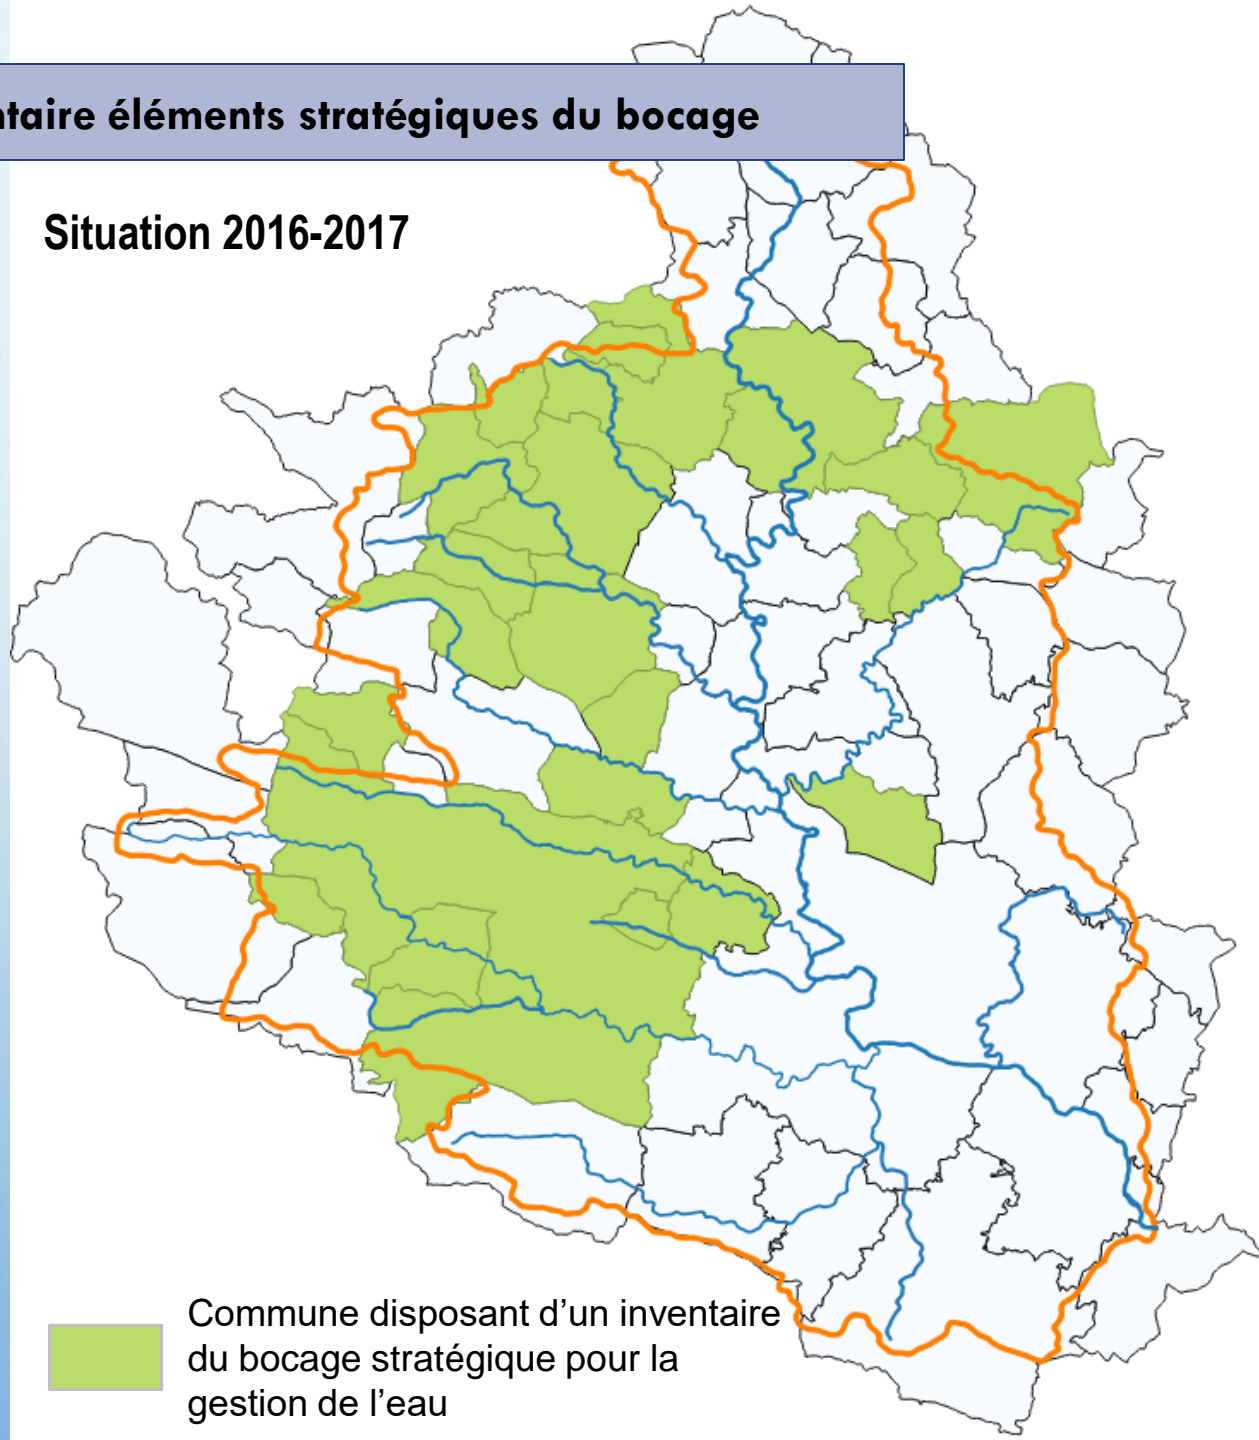 éléments stratégiques du bocage
Situation 2016-2017
Commune disposant d'un inventaire
du bocage stratégique pour la
gestion de l'eau